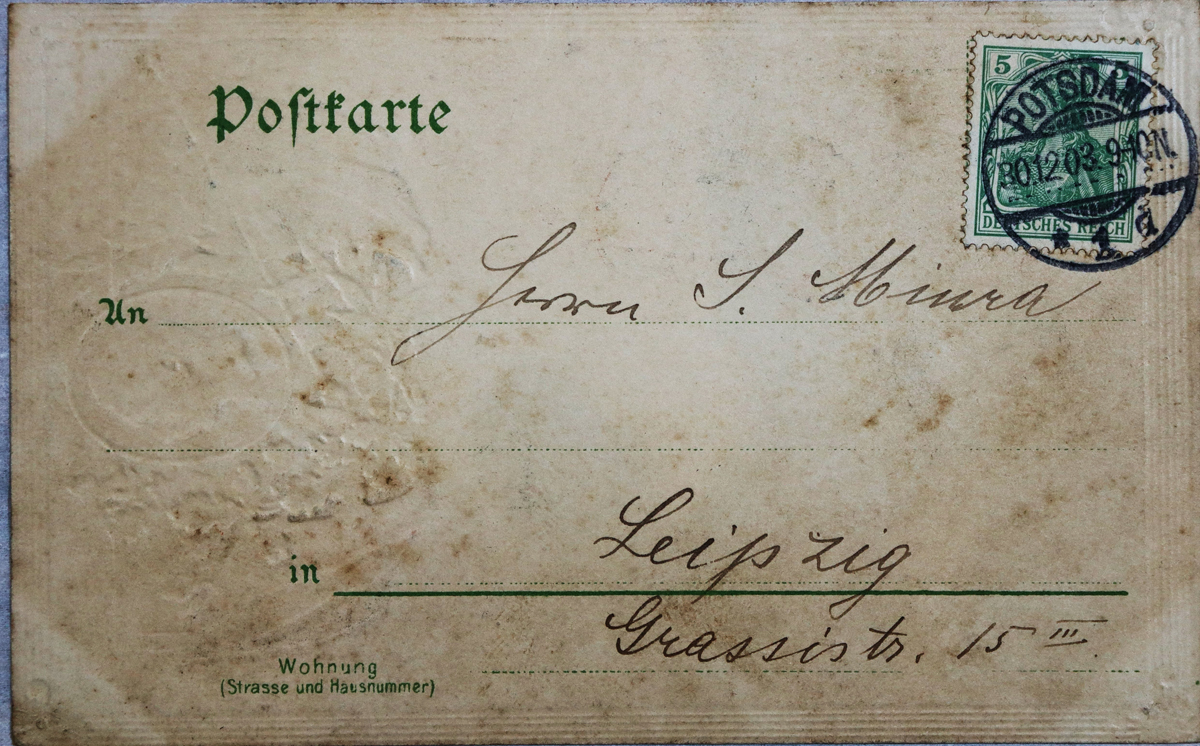 Postkarte
5
POTSDAM
30.12.03. 9-10N.
* 1 d
DEUTSCHES REICH
An Herrn S. Miura
in Leipzig
Grassistr. 15 III.
Wohnung
(Strasse und Hausnummer)